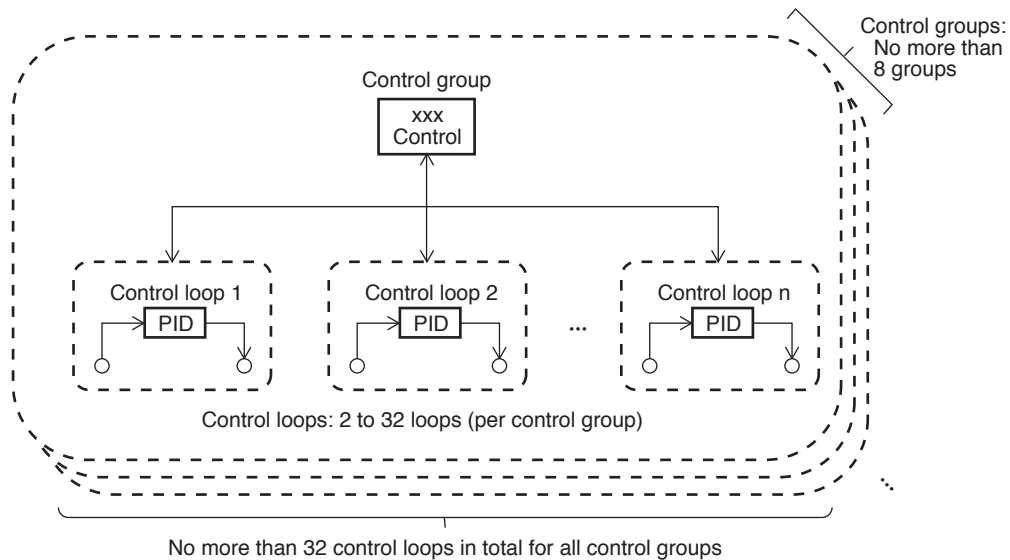 Control groups:
No more than
8 groups
Control group
xxx
Control
Control loop 1
PID
Control loop 2
PID
...
Control loop n
PID
Control loops: 2 to 32 loops (per control group)
...
No more than 32 control loops in total for all control groups